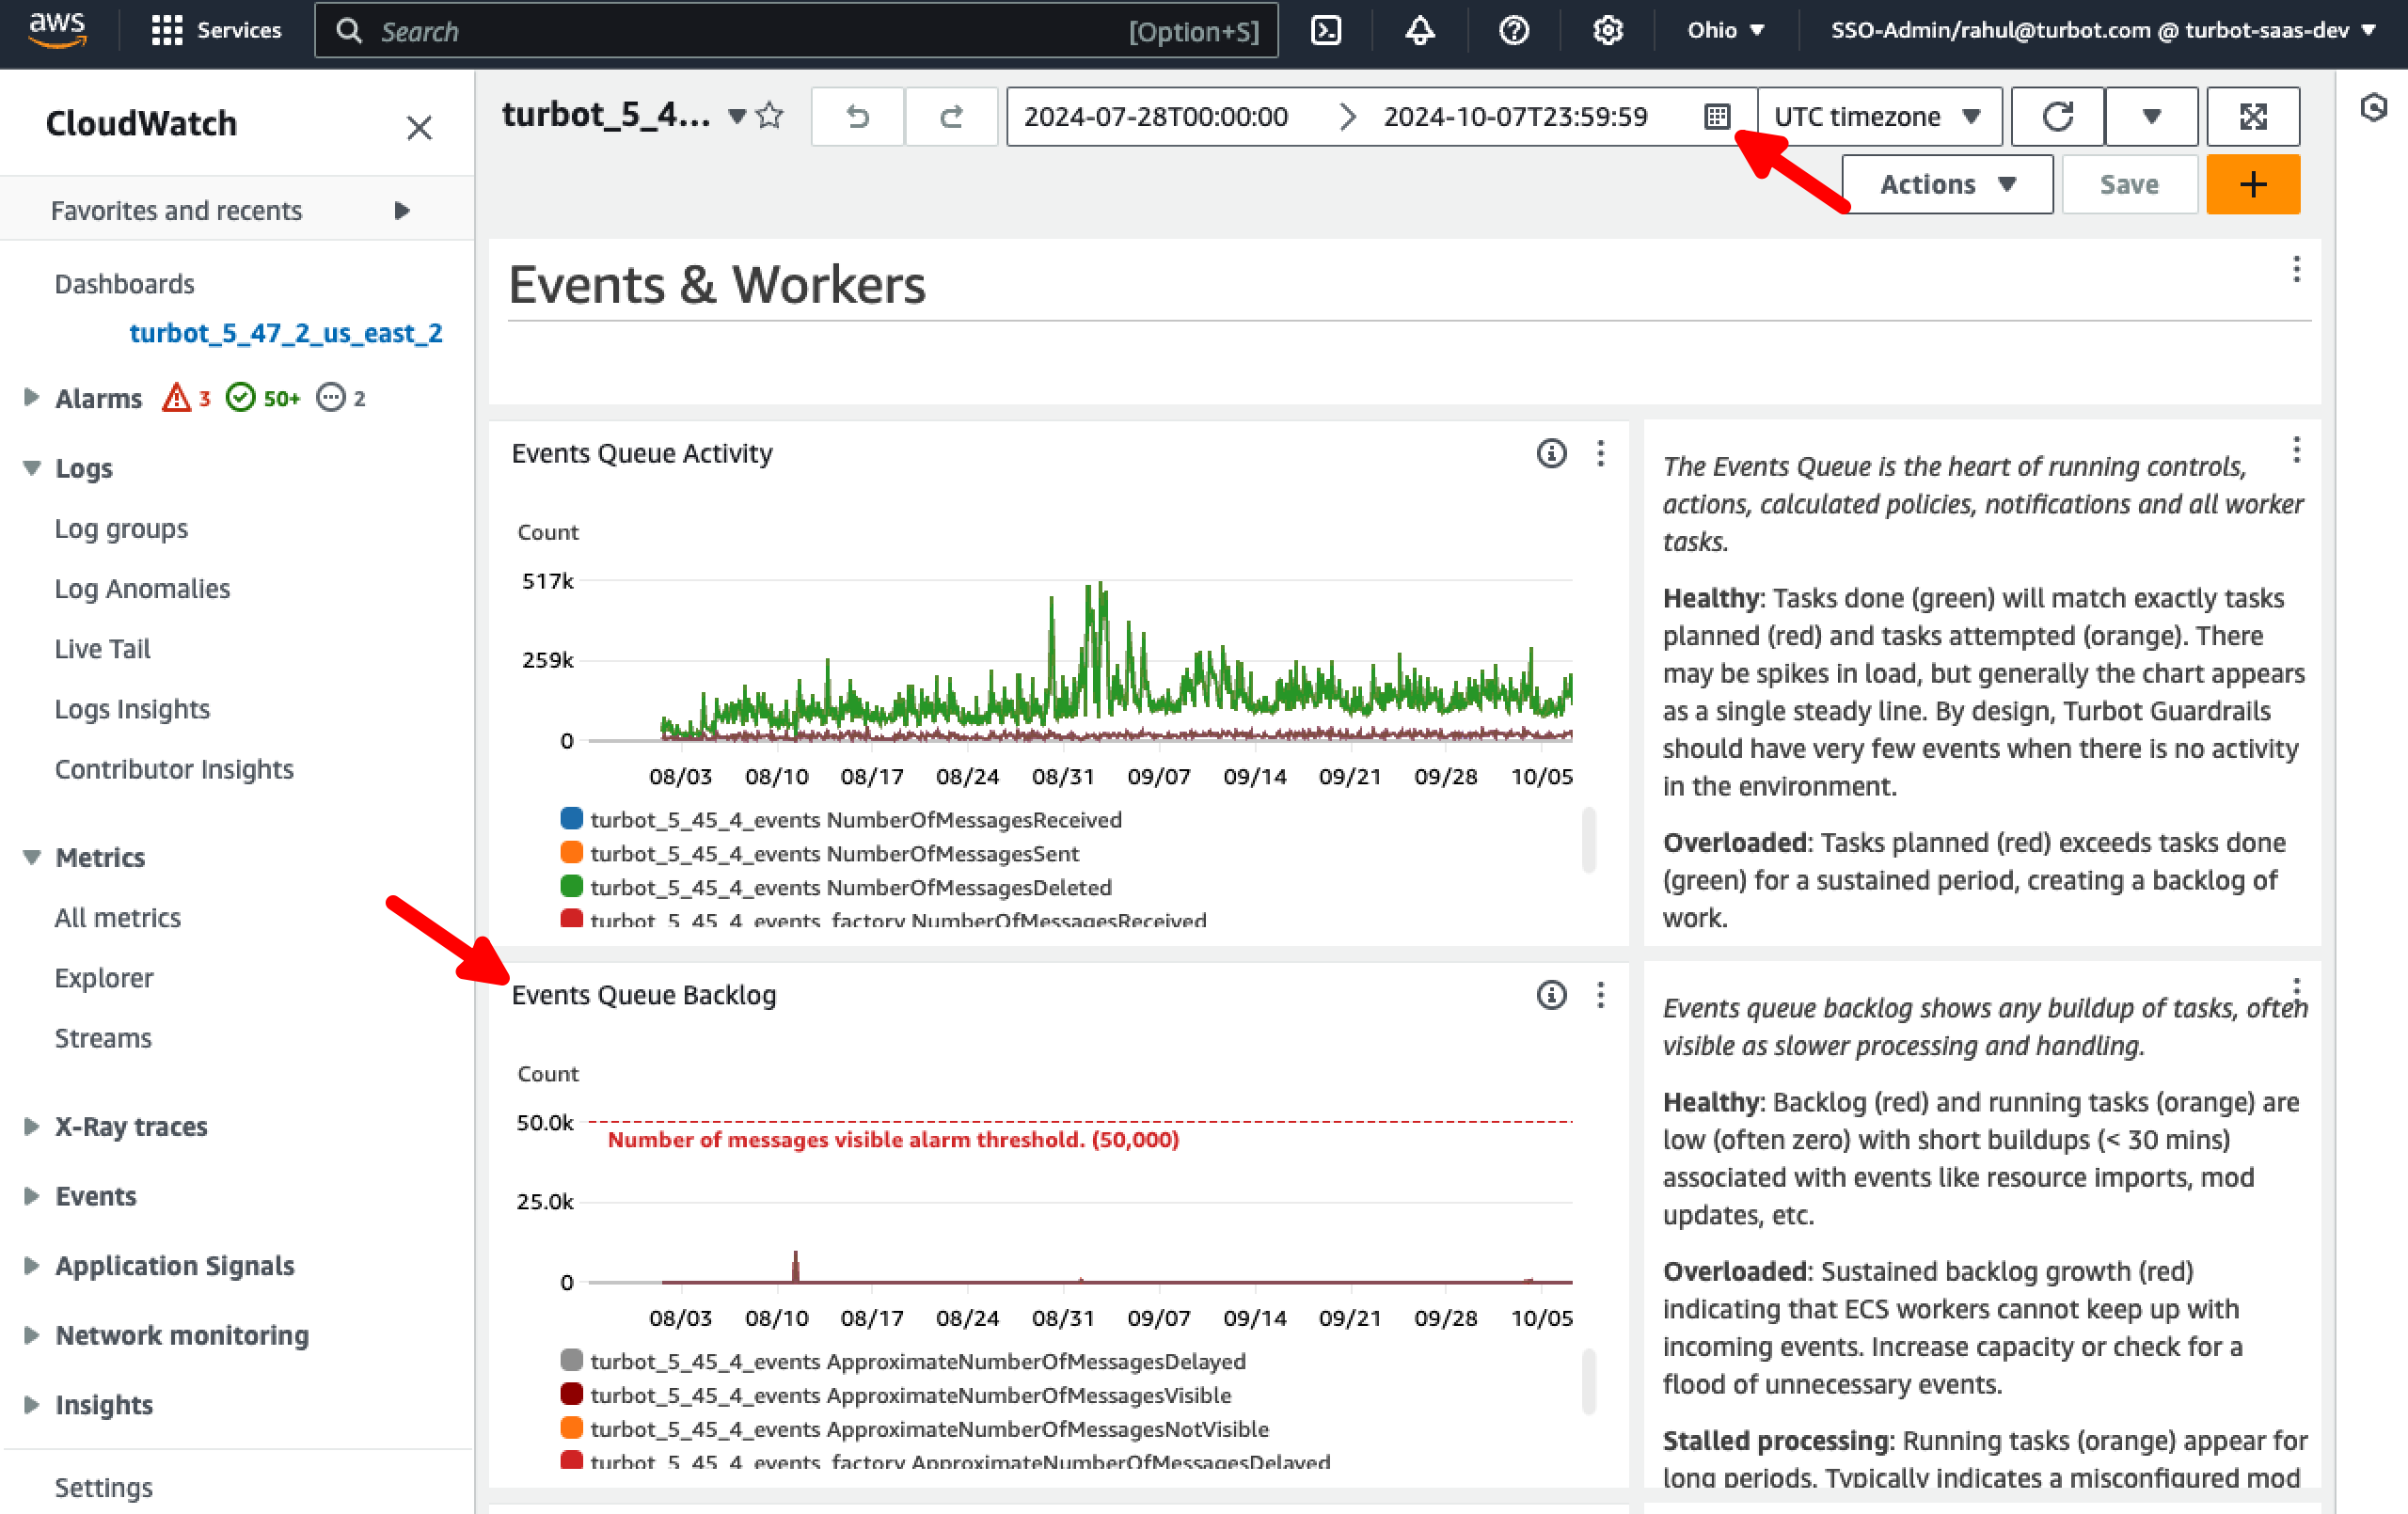 aws
Services
Search
[Option+S]
Ohio
SSO-Admin/rahul@turbot.com @ turbot-saas-dev
CloudWatch
Favorites and recents
Dashboards
turbot_5_47_2_us_east_2
Alarms 3 50+ 2
Logs
Log groups
Log Anomalies
Live Tail
Logs Insights
Contributor Insights
Metrics
All metrics
Explorer
Streams
X-Ray traces
Events
Application Signals
Network monitoring
Insights
Settings
turbot_5_4...
2024-07-28T00:00:00
2024-10-07T23:59:59
UTC timezone
Actions
Save
Events & Workers
Events Queue Activity
Count
517k
259k
0
08/03 08/10 08/17 08/24 08/31 09/07 09/14 09/21 09/28 10/05
turbot_5_45_4_events NumberOfMessagesReceived
turbot_5_45_4_events NumberOfMessagesSent
turbot_5_45_4_events NumberOfMessagesDeleted
turbot_5_45_4_events_factory NumberOfMessagesReceived
The Events Queue is the heart of running controls,
actions, calculated policies, notifications and all worker
tasks.
Healthy: Tasks done (green) will match exactly tasks
planned (red) and tasks attempted (orange). There
may be spikes in load, but generally the chart appears
as a single steady line. By design, Turbot Guardrails
should have very few events when there is no activity
in the environment.
Overloaded: Tasks planned (red) exceeds tasks done
(green) for a sustained period, creating a backlog of
work.
Events Queue Backlog
Count
50.0k
Number of messages visible alarm threshold. (50,000)
25.0k
0
08/03 08/10 08/17 08/24 08/31 09/07 09/14 09/21 09/28 10/05
turbot_5_45_4_events ApproximateNumberOfMessagesDelayed
turbot_5_45_4_events ApproximateNumberOfMessagesVisible
turbot_5_45_4_events ApproximateNumberOfMessagesNotVisible
turbot_5_45_4_events_factory ApproximateNumberOfMessagesDelayed
Events queue backlog shows any buildup of tasks, often
visible as slower processing and handling.
Healthy: Backlog (red) and running tasks (orange) are
low (often zero) with short buildups (< 30 mins)
associated with events like resource imports, mod
updates, etc.
Overloaded: Sustained backlog growth (red)
indicating that ECS workers cannot keep up with
incoming events. Increase capacity or check for a
flood of unnecessary events.
Stalled processing: Running tasks (orange) appear for
long periods. Typically indicates a misconfigured mod